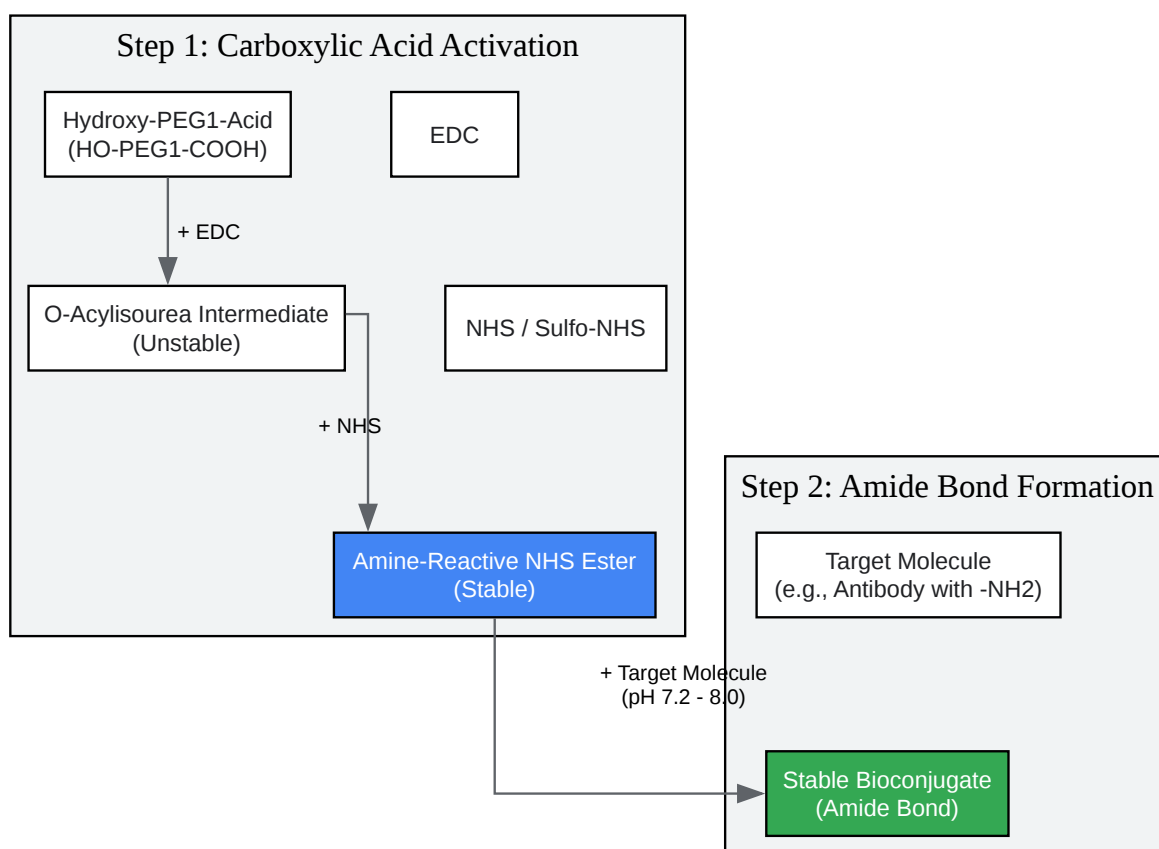 Step 1: Carboxylic Acid Activation
Hydroxy-PEG1-Acid
(HO-PEG1-COOH)
EDC
+ EDC
O-Acylisourea Intermediate
(Unstable)
NHS / Sulfo-NHS
+ NHS
Amine-Reactive NHS Ester
(Stable)
Step 2: Amide Bond Formation
Target Molecule
(e.g., Antibody with -NH2)
+ Target Molecule
(pH 7.2 - 8.0)
Stable Bioconjugate
(Amide Bond)